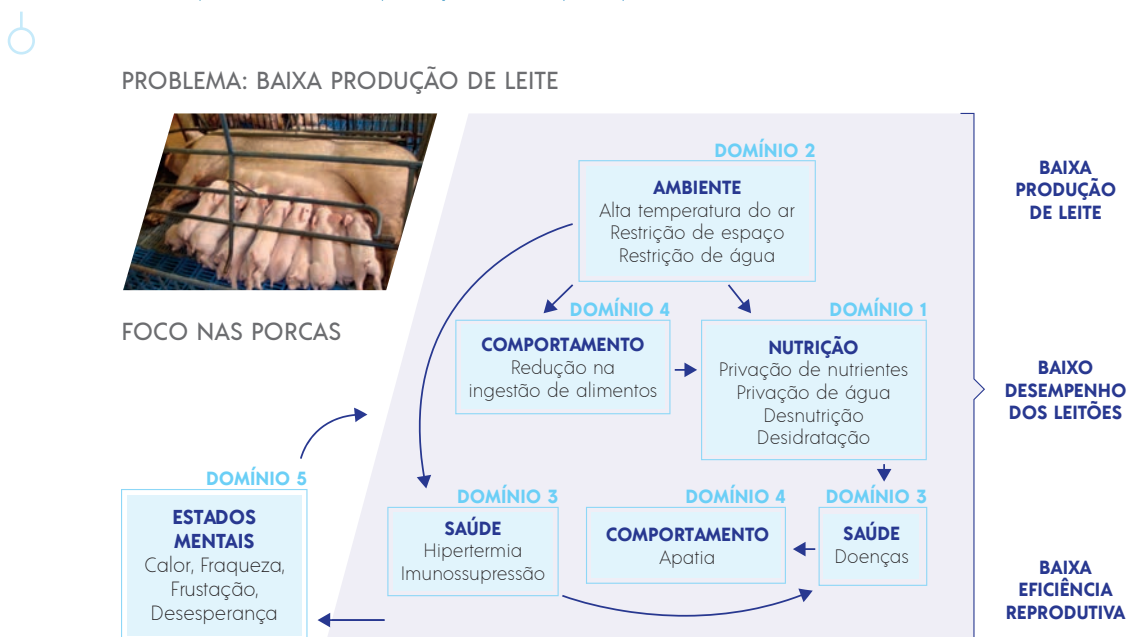 PROBLEMA: BAIXA PRODUÇÃO DE LEITE
DOMÍNIO 2
AMBIENTE
Alta temperatura do ar
Restrição de espaço
Restrição de água
BAIXA
PRODUÇÃO
DE LEITE
FOCO NAS PORCAS
DOMÍNIO 4
COMPORTAMENTO
Redução na
ingestão de alimentos
DOMÍNIO 1
NUTRIÇÃO
Privação de nutrientes
Privação de água
Desnutrição
Desidratação
BAIXO
DESEMPENHO
DOS LEITÕES
DOMÍNIO 5
ESTADOS
MENTAIS
Calor, Fraqueza,
Frustação,
Desesperança
DOMÍNIO 3
SAÚDE
Hipertermia
Imunossupressão
DOMÍNIO 4
COMPORTAMENTO
Apatia
DOMÍNIO 3
SAÚDE
Doenças
BAIXA
EFICIÊNCIA
REPRODUTIVA